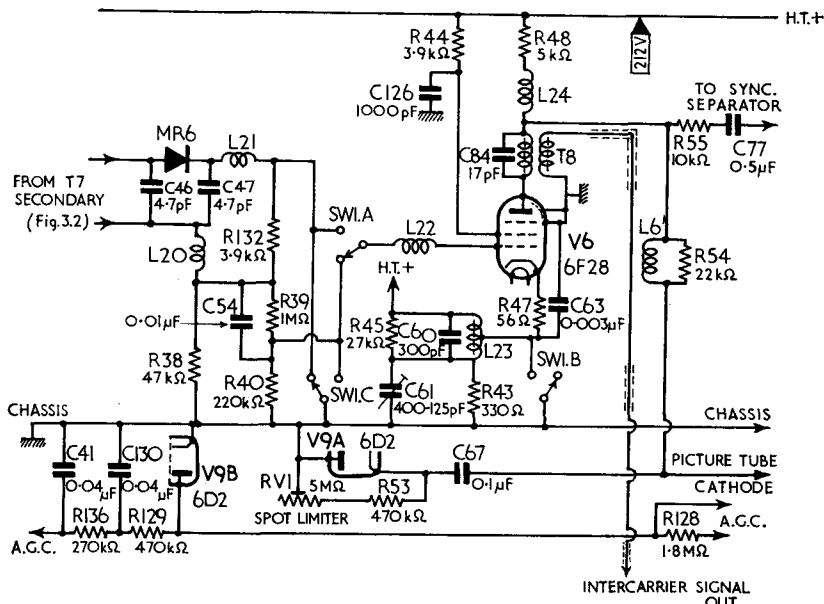 H.T.+
R44
3.9kΩ
R48
5kΩ
212V
C126
1000pF
L24
TO SYNC.
SEPARATOR
MR6
L21
C84
17pF
T8
R55
10kΩ
C77
0.5μF
FROM T7
SECONDARY
(Fig.3.2)
C46
4.7pF
C47
4.7pF
SWI.A
L22
V6
6F28
L20
R132
3.9kΩ
H.T.+
L6
R54
22kΩ
C54
0.01μF
R39
1MΩ
R45
27kΩ
C60
300pF
L23
R47
56Ω
C63
0.003μF
R38
47kΩ
R40
220kΩ
SWI.C
C61
400-125pF
R43
330Ω
SWI.B
CHASSIS
CHASSIS
C41
0.04μF
C130
0.04μF
V9B
6D2
V9A
6D2
C67
0.1μF
PICTURE TUBE
CATHODE
RV1
5MΩ
SPOT LIMITER
R53
470kΩ
A.G.C.
R136
270kΩ
R129
470kΩ
R128
1.8MΩ
A.G.C.
INTERCARRIER SIGNAL
OUT